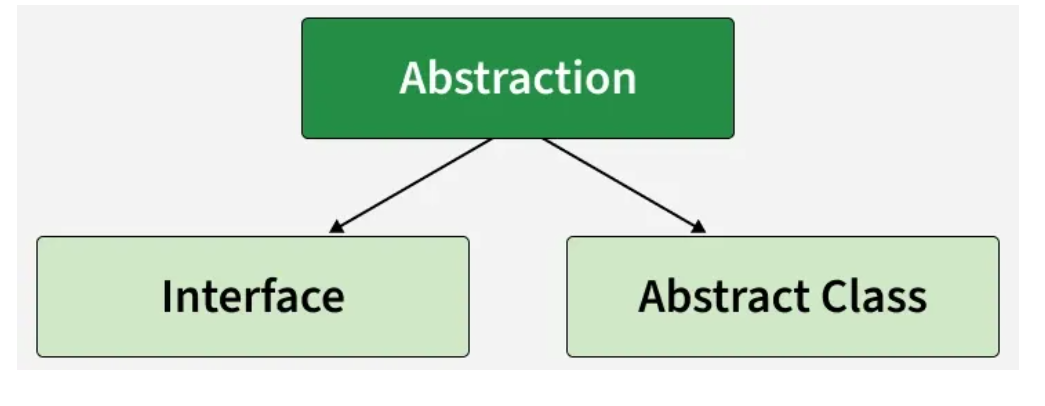 Abstraction
Interface
Abstract Class